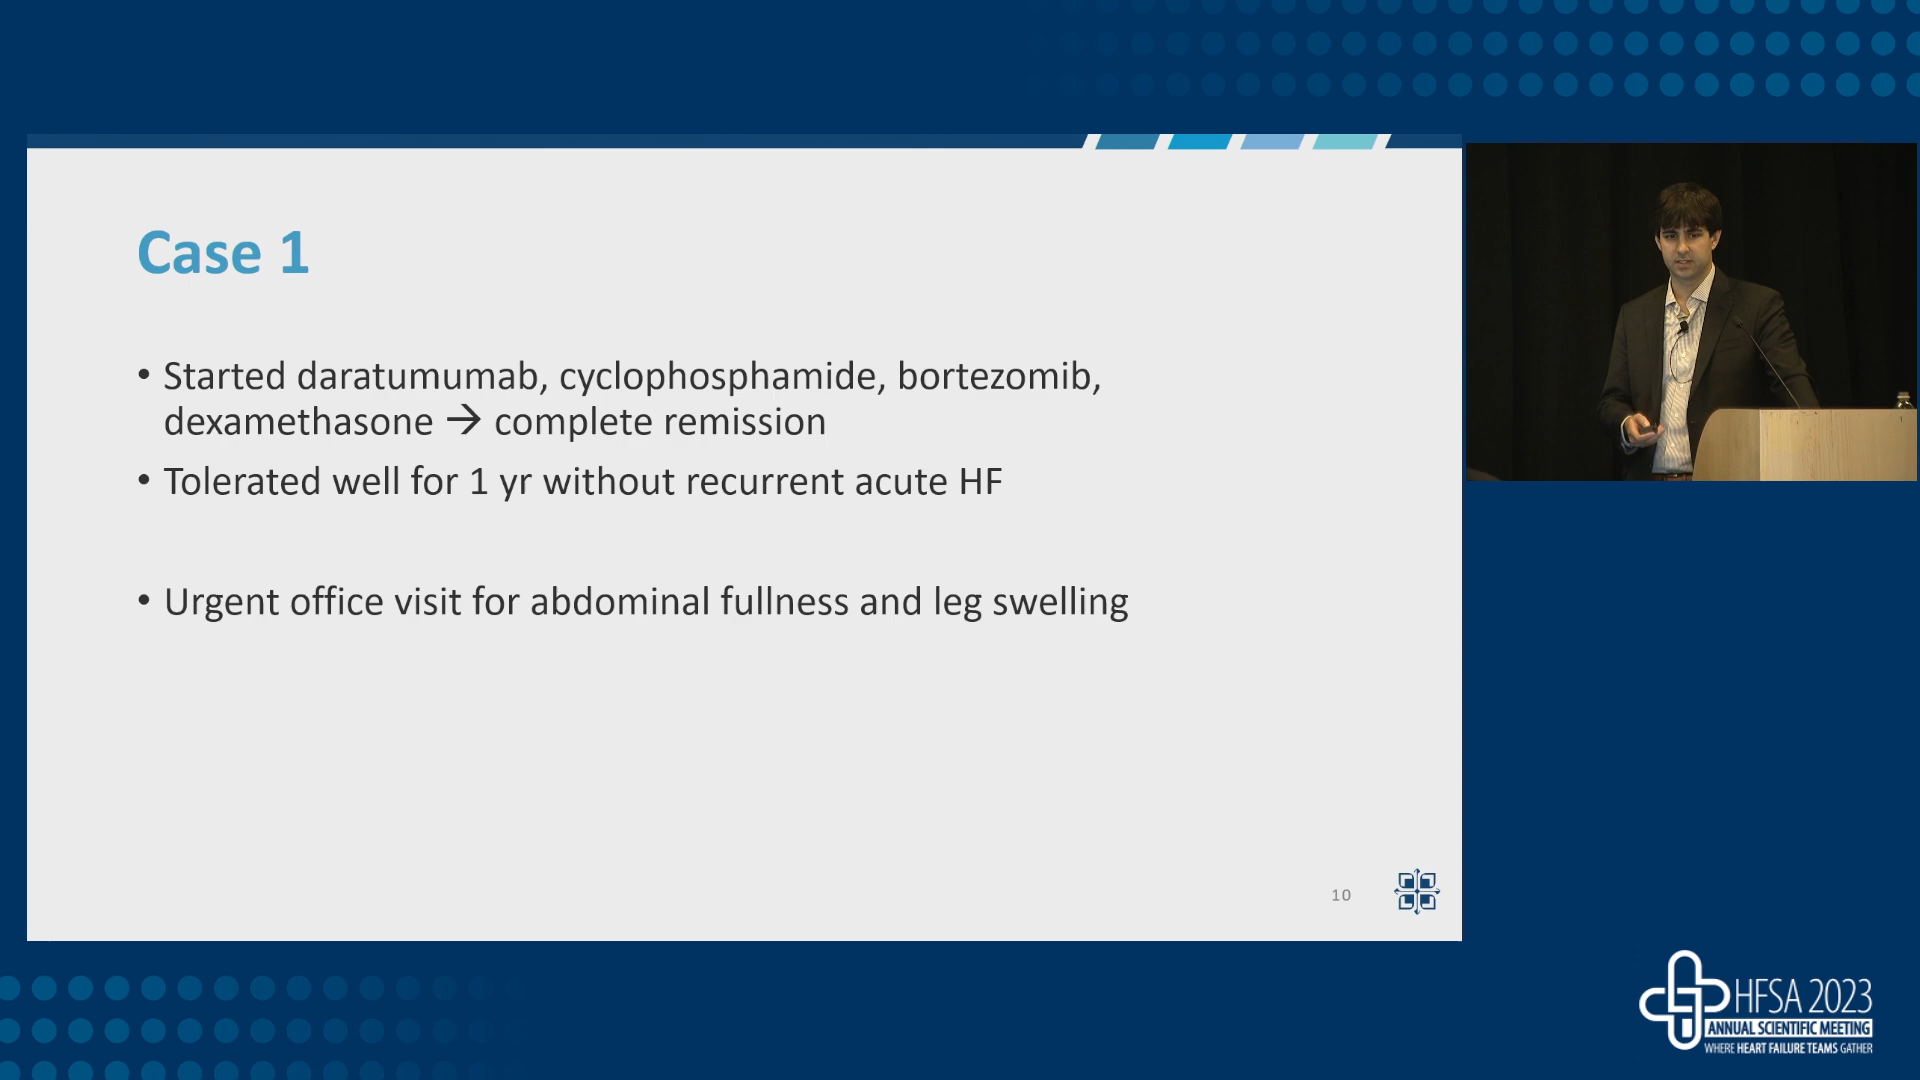 Case 1
• Started daratumumab, cyclophosphamide, bortezomib,
dexamethasone → complete remission
• Tolerated well for 1 yr without recurrent acute HF
• Urgent office visit for abdominal fullness and leg swelling
10
HFSA 2023
ANNUAL SCIENTIFIC MEETING
WHERE HEART FAILURE TEAMS GATHER